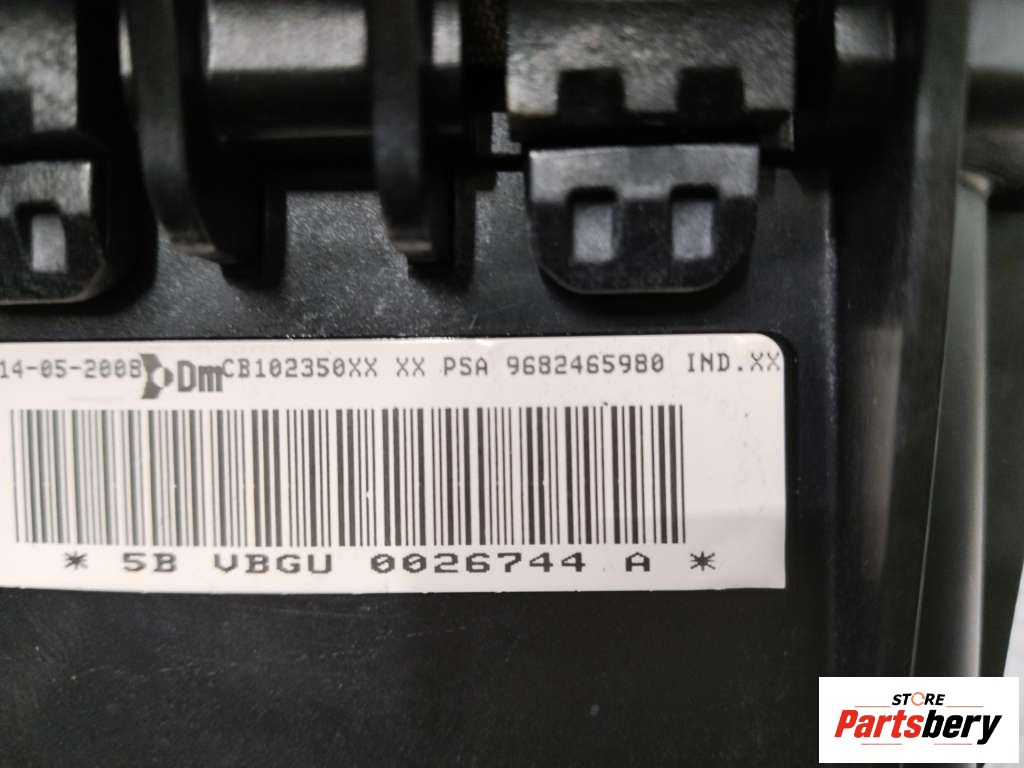 14-05-2008 Dm CB102350XX XX PSA 9682465980 IND.XX
* 5B VBGU 0026744 A *
STORE
Partsbery